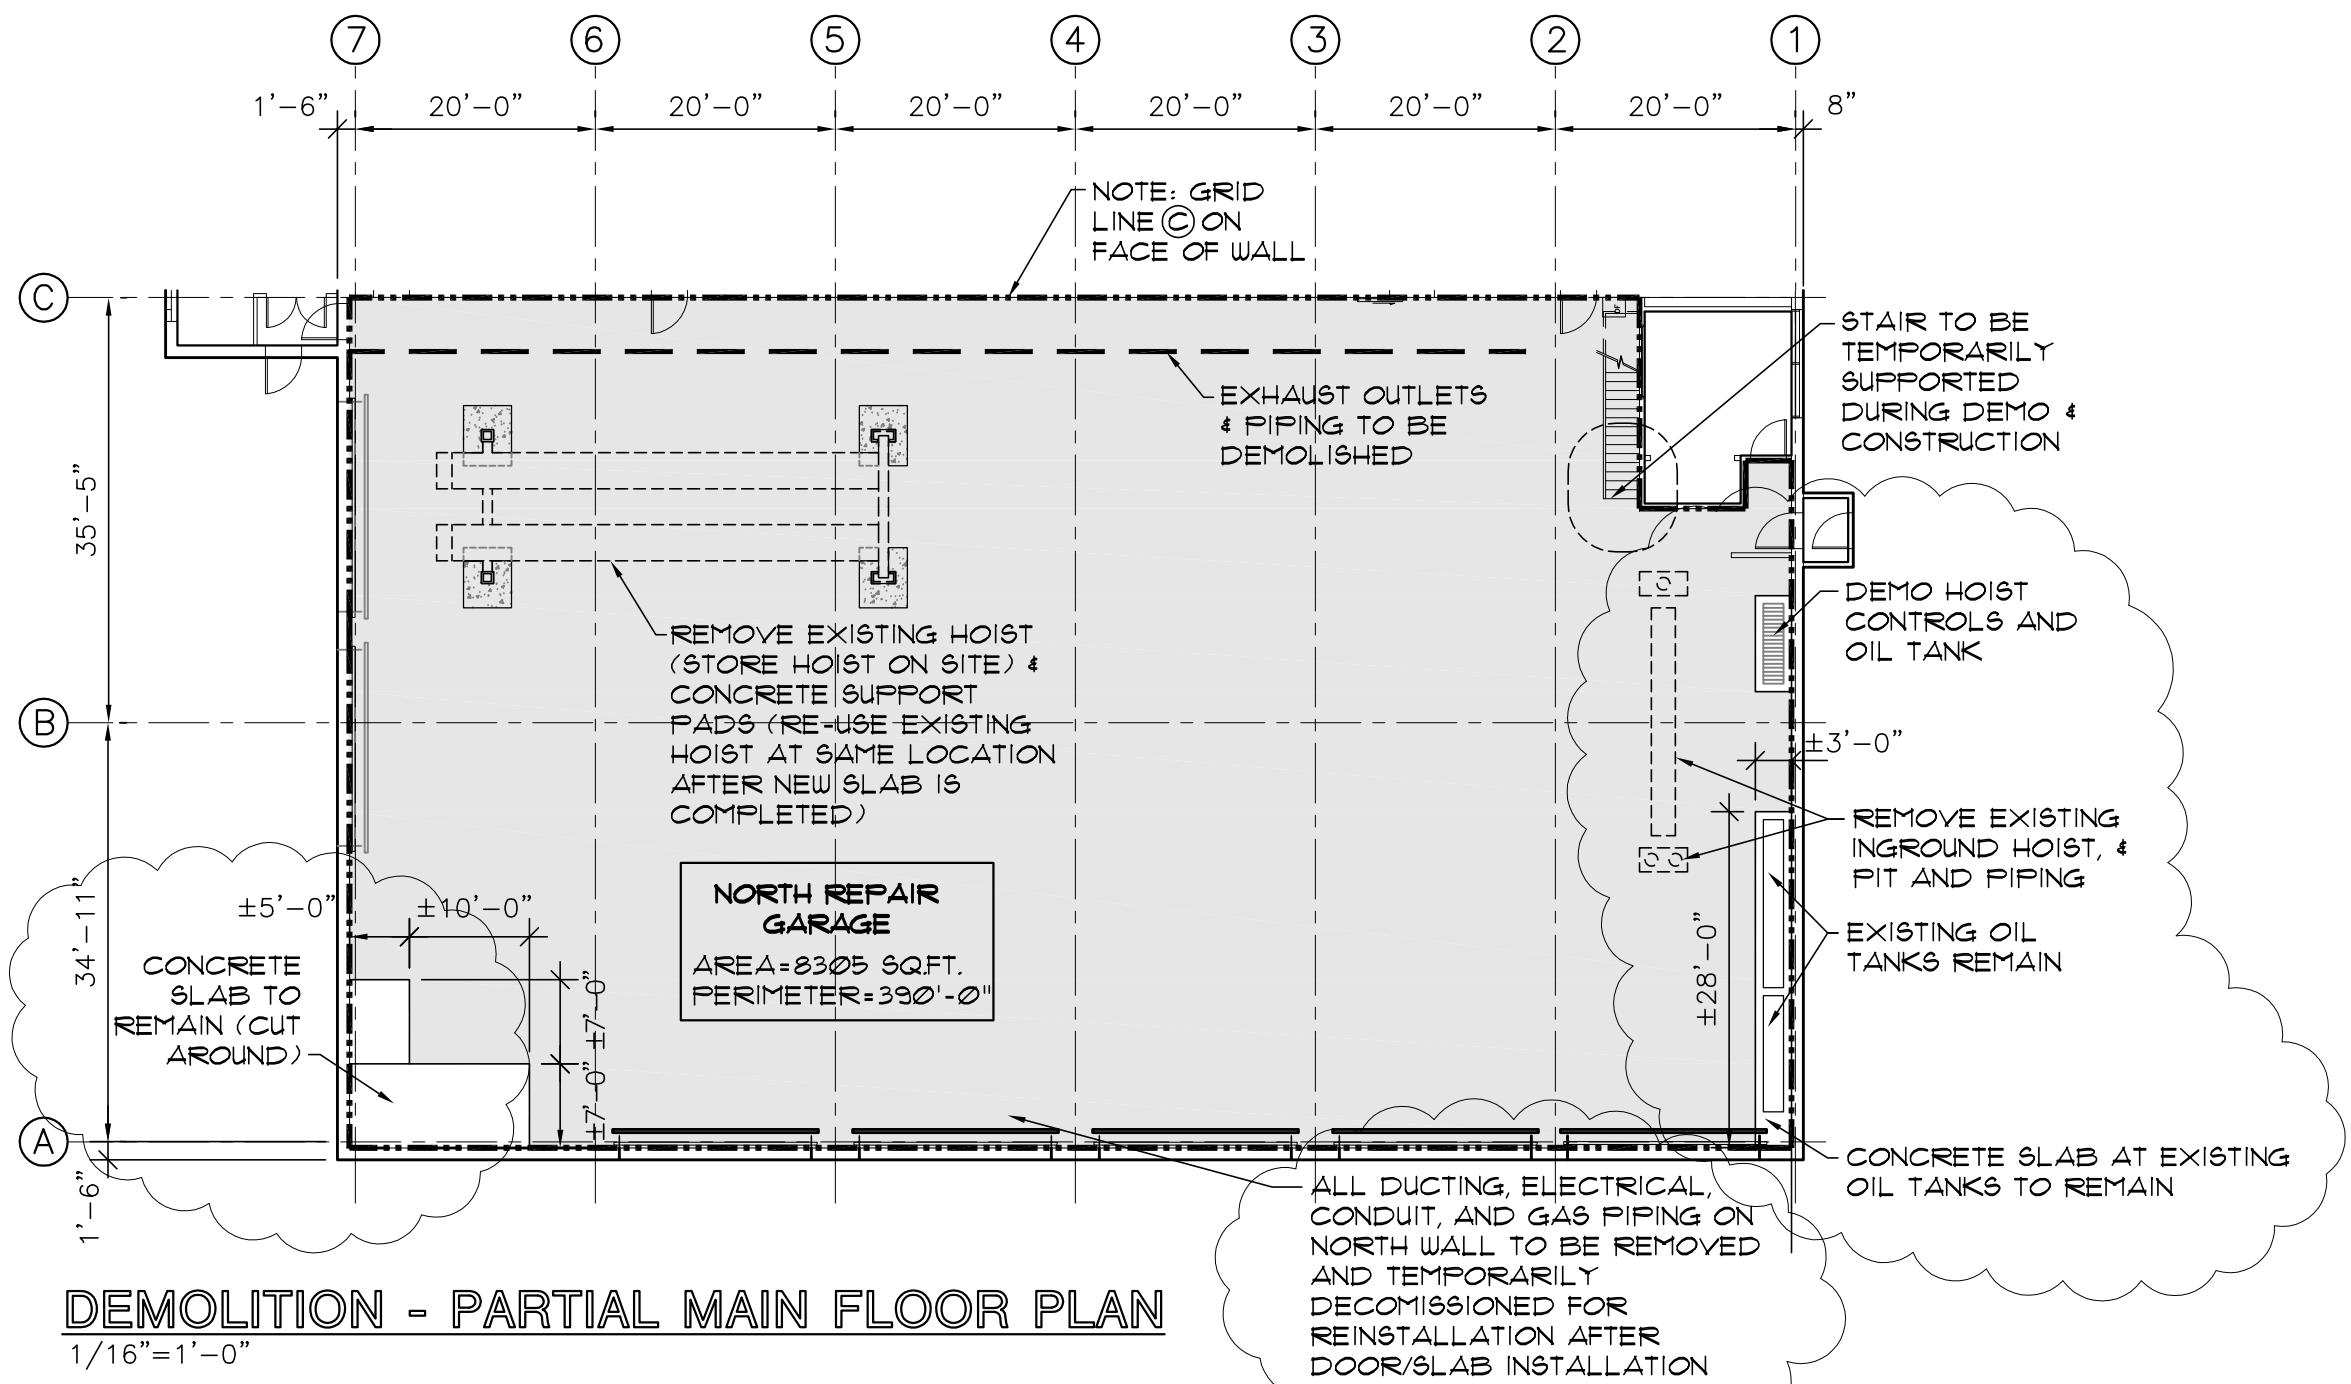 7 6 5 4 3 2 1
1'-6" 20'-0" 20'-0" 20'-0" 20'-0" 20'-0" 20'-0" 8"
NOTE: GRID
LINE C ON
FACE OF WALL
C
DF
STAIR TO BE
TEMPORARILY
SUPPORTED
DURING DEMO &
CONSTRUCTION
EXHAUST OUTLETS
& PIPING TO BE
DEMOLISHED
35'-5"
DEMO HOIST
CONTROLS AND
OIL TANK
REMOVE EXISTING HOIST
(STORE HOIST ON SITE) &
CONCRETE SUPPORT
PADS (RE-USE EXISTING
HOIST AT SAME LOCATION
AFTER NEW SLAB IS
COMPLETED)
B
±3'-0"
REMOVE EXISTING
INGROUND HOIST, &
PIT AND PIPING
34'-11"
±5'-0" ±10'-0"
NORTH REPAIR
GARAGE
AREA=8305 SQ.FT.
PERIMETER=390'-0"
±28'-0"
EXISTING OIL
TANKS REMAIN
CONCRETE
SLAB TO
REMAIN (CUT
AROUND)
±7'-0"
±7'-0"
A
1'-6"
CONCRETE SLAB AT EXISTING
OIL TANKS TO REMAIN
ALL DUCTING, ELECTRICAL,
CONDUIT, AND GAS PIPING ON
NORTH WALL TO BE REMOVED
AND TEMPORARILY
DECOMISSIONED FOR
REINSTALLATION AFTER
DOOR/SLAB INSTALLATION
DEMOLITION - PARTIAL MAIN FLOOR PLAN
1/16"=1'-0"